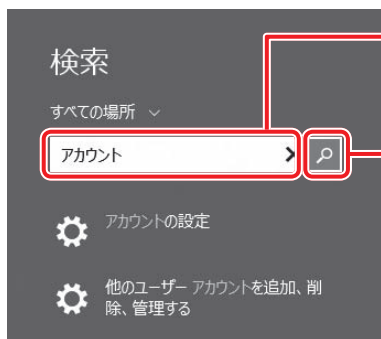 検索
すべての場所
アカウント
アカウントの設定
他のユーザー アカウントを追加、削
除、管理する